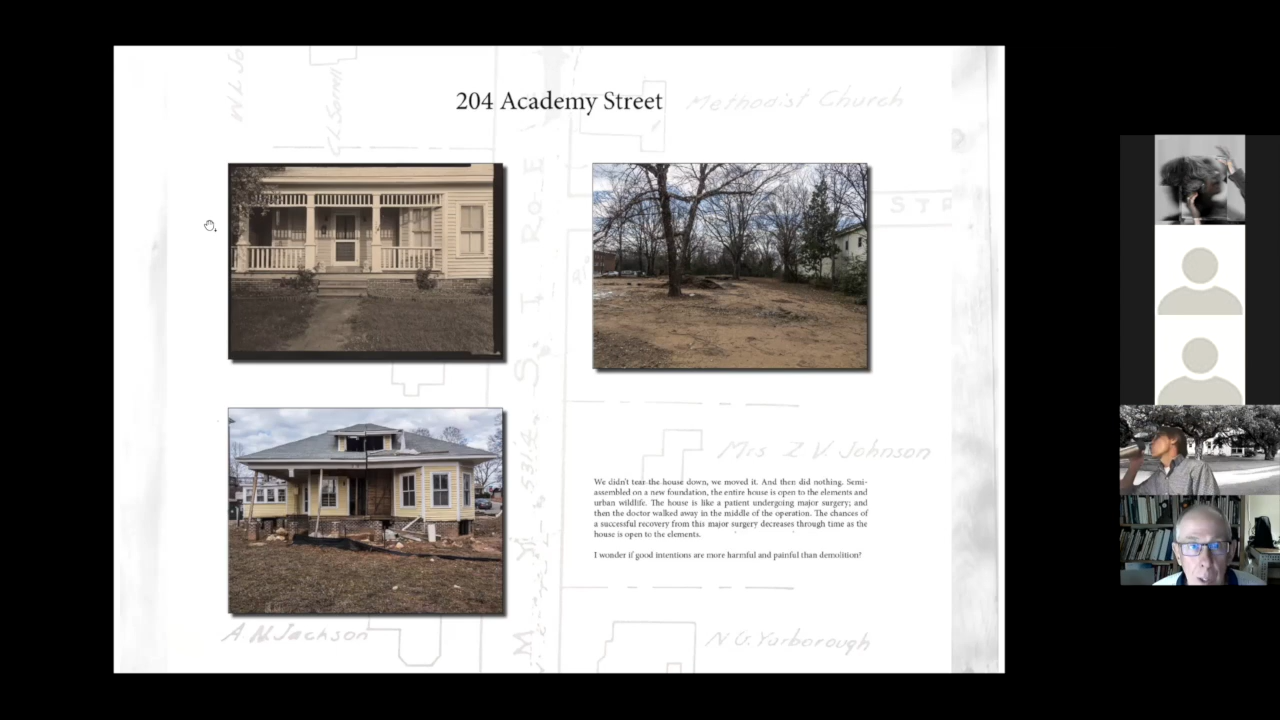 W L Jo
204 Academy Street
Methodist Church
STR
We didn't tear the house down, we moved it. And then did nothing. Semi-
assembled on a new foundation, the entire house is open to the elements and
urban wildlife. The house is like a patient undergoing major surgery; and
then the doctor walked away in the middle of the operation. The chances of
a successful recovery from this major surgery decreases through time as the
house is open to the elements.
I wonder if good intentions are more harmful and painful than demolition?
Mrs Z V Johnson
A. N. Jackson
N G. Yarborough